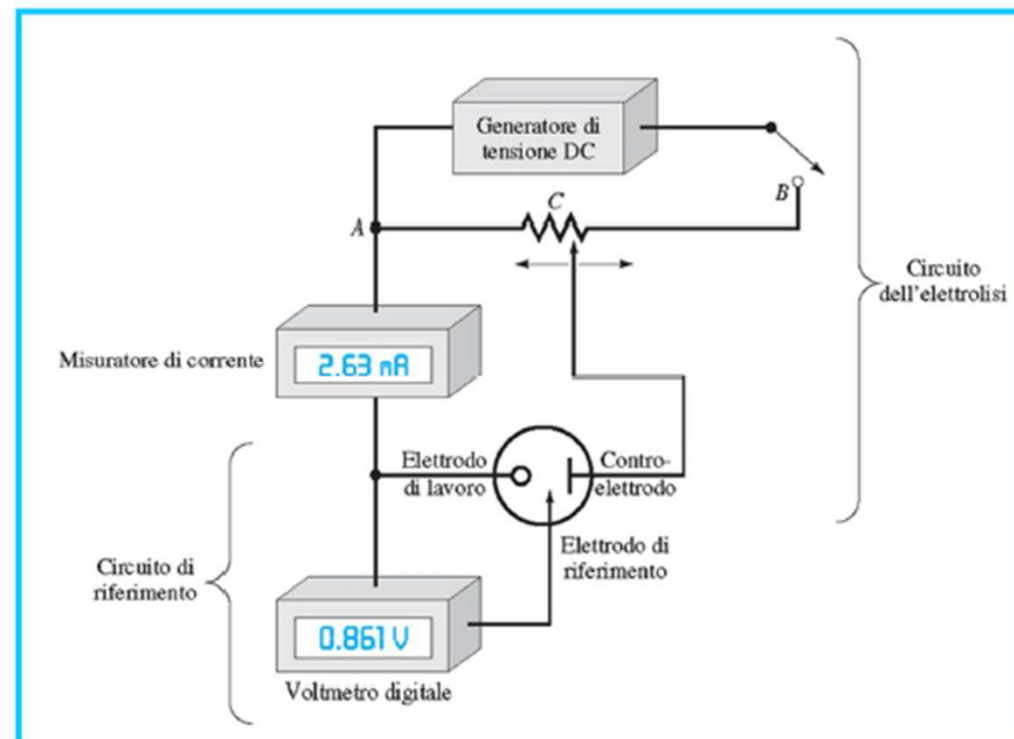 Generatore di
tensione DC
C
B
A
Circuito
dell'elettrolisi
Misuratore di corrente
2.63 mA
Elettrodo
di lavoro
Contro-
elettrodo
Circuito di
riferimento
Elettrodo di
riferimento
0.861 V
Voltmetro digitale